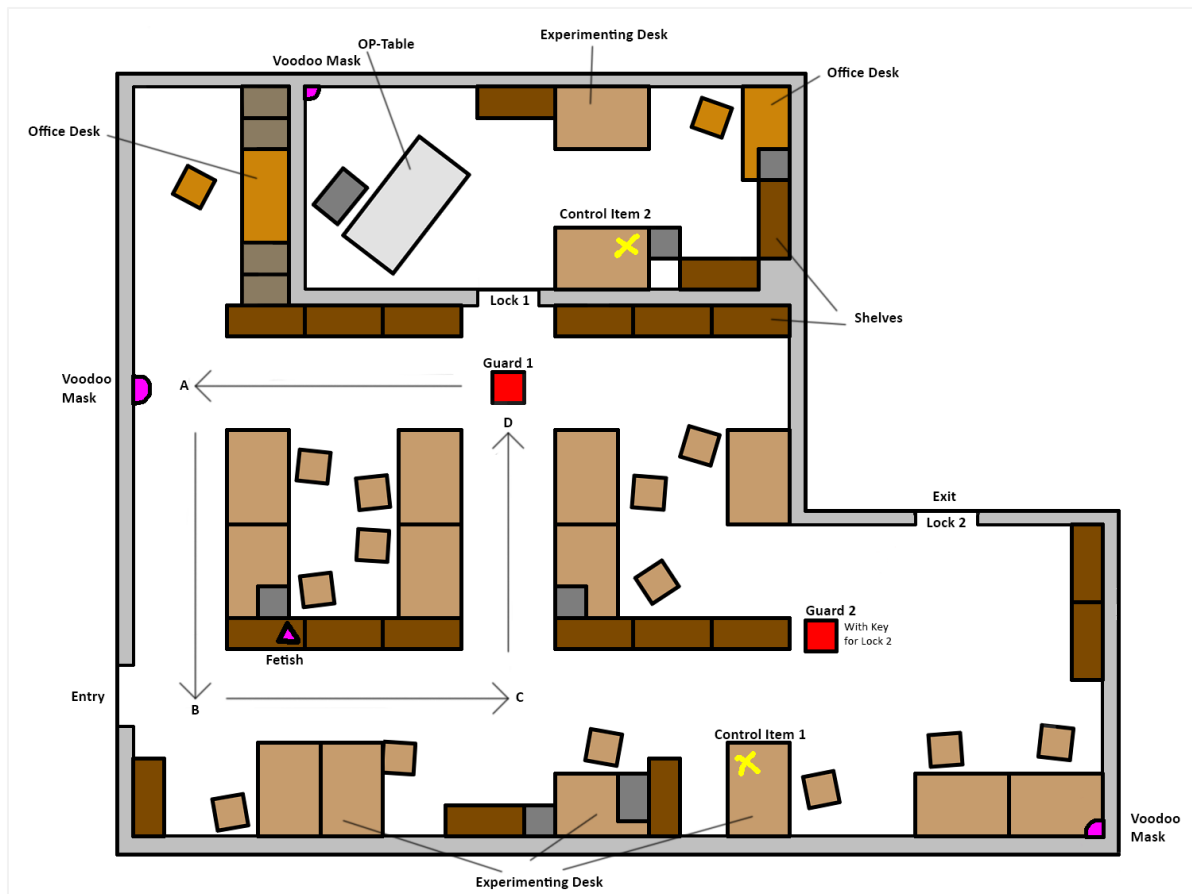 Experimenting Desk
OP-Table
Voodoo Mask
Office Desk
Office Desk
Control Item 2
Lock 1
Shelves
Guard 1
Voodoo
Mask
A
D
Exit
Lock 2
Guard 2
With Key
for Lock 2
Fetish
Entry
B
C
Control Item 1
Voodoo
Mask
Experimenting Desk